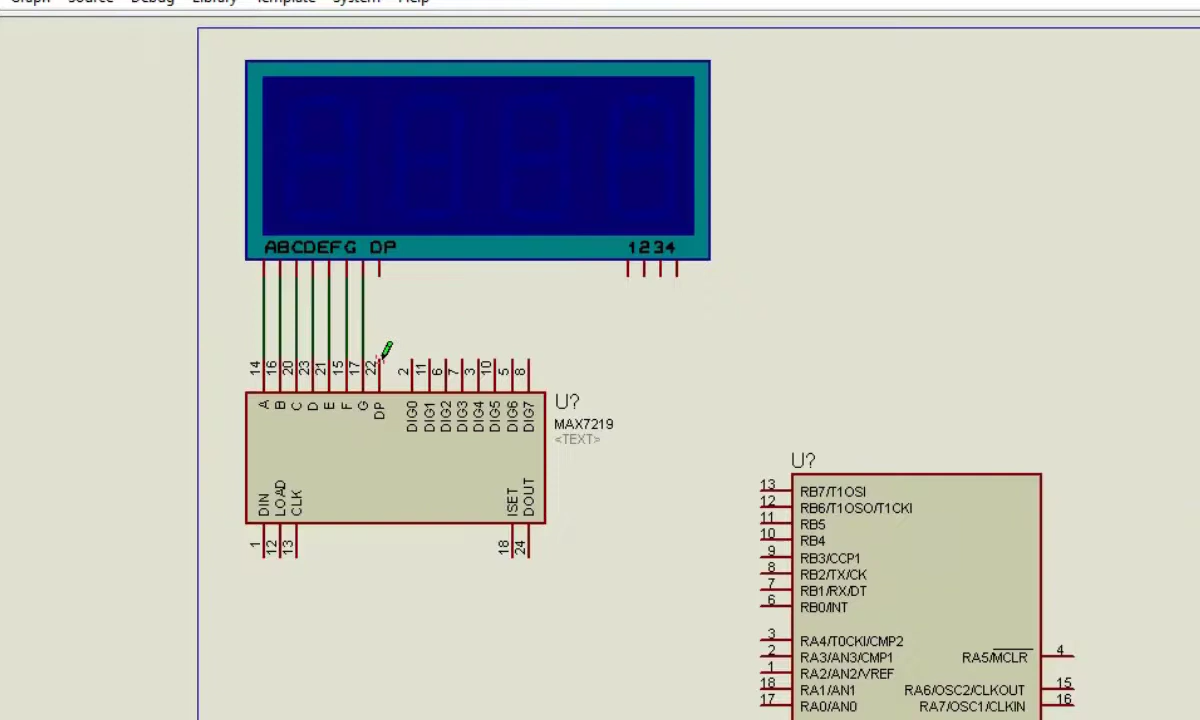 Graph Source Debug Library Template System Help
ABCDEFG DP 1234
14 16 20 23 21 15 17 22 2 11 6 7 3 10 5 8
A B C D E F G DP DIG0 DIG1 DIG2 DIG3 DIG4 DIG5 DIG6 DIG7
U?
MAX7219
<TEXT>
DIN LOAD CLK ISET DOUT
1 12 13 18 24
U?
13 RB7/T1OSI
12 RB6/T1OSO/T1CKI
11 RB5
10 RB4
9 RB3/CCP1
8 RB2/TX/CK
7 RB1/RX/DT
6 RB0/INT
3 RA4/T0CKI/CMP2
2 RA3/AN3/CMP1 RA5/MCLR 4
1 RA2/AN2/VREF
18 RA1/AN1 RA6/OSC2/CLKOUT 15
17 RA0/AN0 RA7/OSC1/CLKIN 16